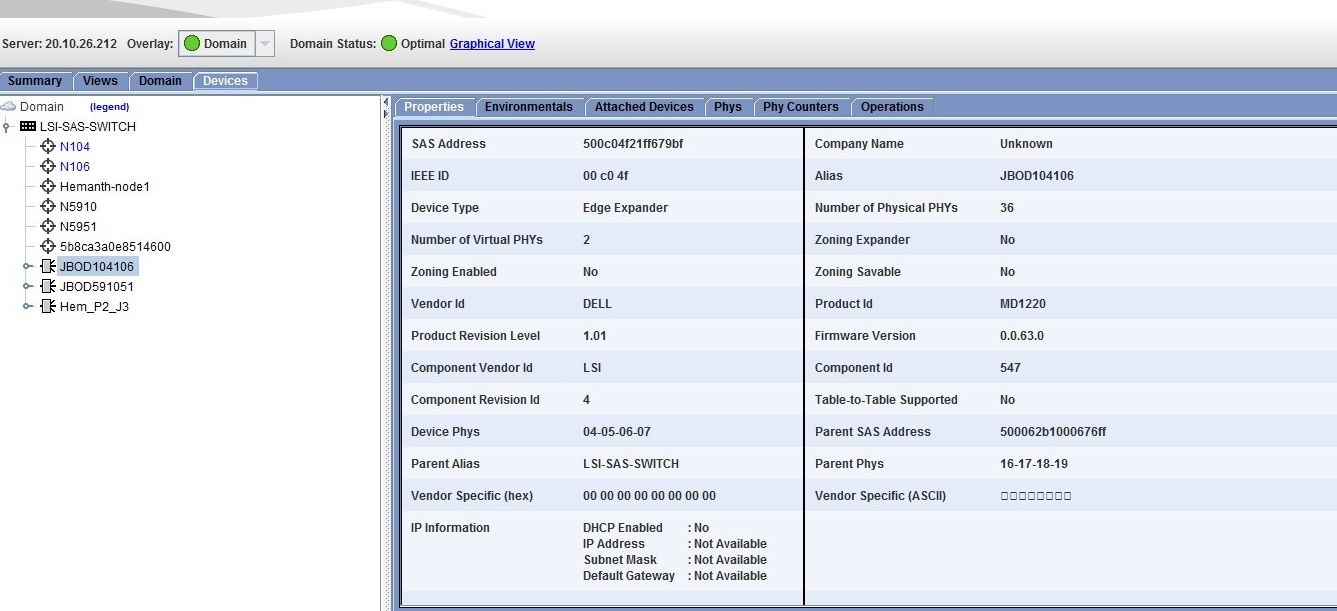 Server: 20.10.26.212 Overlay: Domain Domain Status: Optimal Graphical View
Summary Views Domain Devices
Domain (legend)
LSI-SAS-SWITCH
N104
N106
Hemanth-node1
N5910
N5951
5b8ca3a0e8514600
JBOD104106
JBOD591051
Hem_P2_J3
Properties Environmentals Attached Devices Phys Phy Counters Operations
SAS Address 500c04f21ff679bf Company Name Unknown
IEEE ID 00 c0 4f Alias JBOD104106
Device Type Edge Expander Number of Physical PHYs 36
Number of Virtual PHYs 2 Zoning Expander No
Zoning Enabled No Zoning Savable No
Vendor Id DELL Product Id MD1220
Product Revision Level 1.01 Firmware Version 0.0.63.0
Component Vendor Id LSI Component Id 547
Component Revision Id 4 Table-to-Table Supported No
Device Phys 04-05-06-07 Parent SAS Address 500062b1000676ff
Parent Alias LSI-SAS-SWITCH Parent Phys 16-17-18-19
Vendor Specific (hex) 00 00 00 00 00 00 00 00 Vendor Specific (ASCII) □□□□□□□□
IP Information DHCP Enabled : No
IP Address : Not Available
Subnet Mask : Not Available
Default Gateway : Not Available